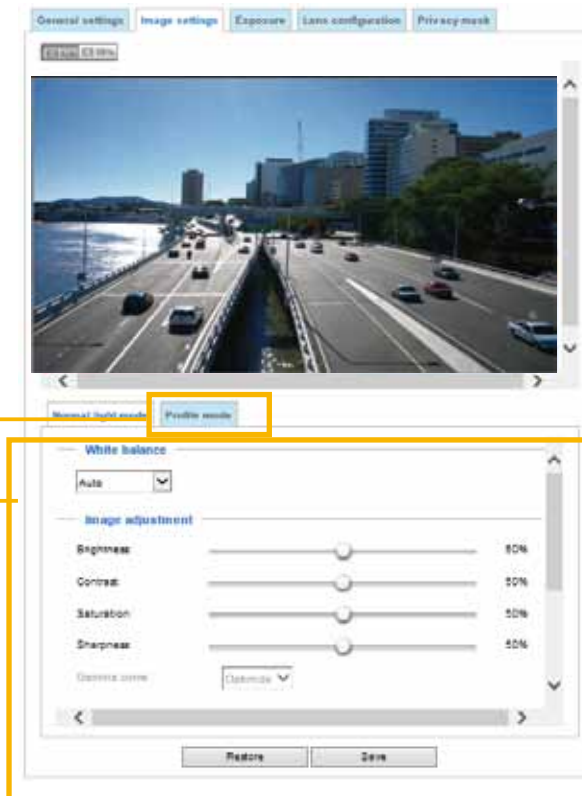 General settings Image settings Exposure Lens configuration Privacy mask
Normal light mode Profile mode
White balance
Auto
Image adjustment
Brightness 50%
Contrast 50%
Saturation 50%
Sharpness 50%
Gamma curve Optimize
Restore Save